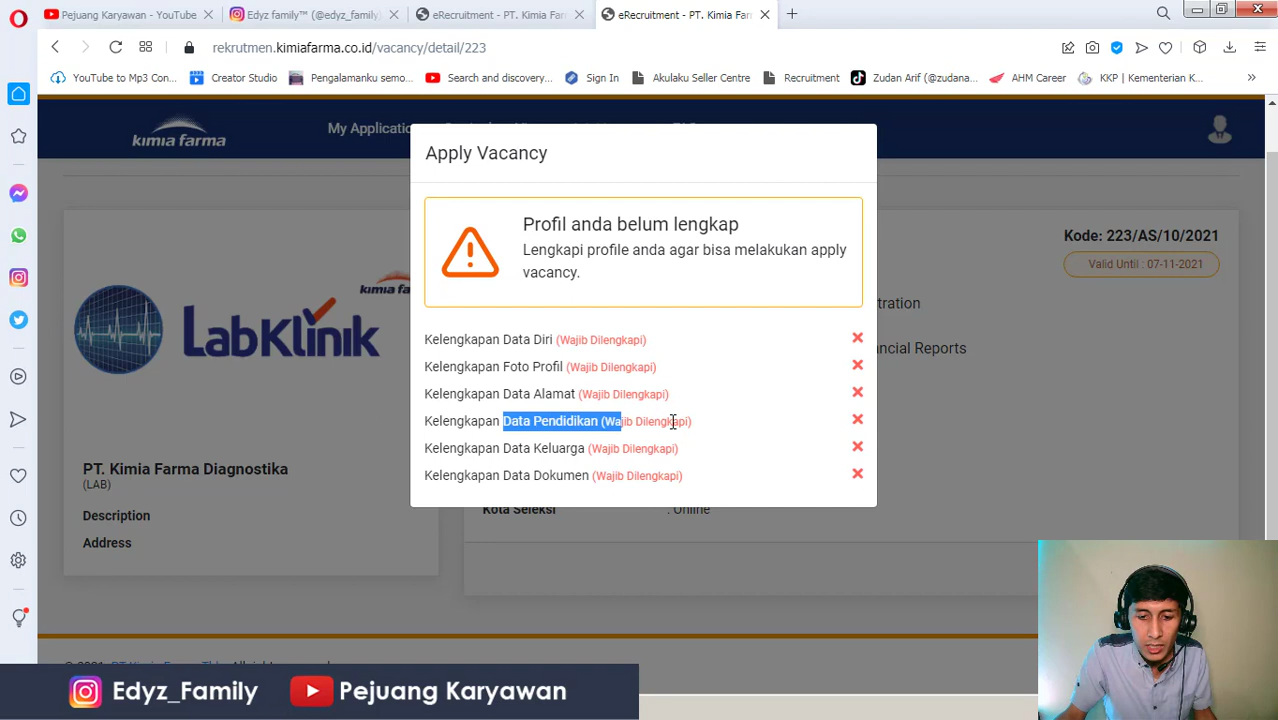 Pejuang Karyawan - YouTube
Edyz family™ (@edyz_family)
eRecruitment - PT. Kimia Far
eRecruitment - PT. Kimia Far
rekrutmen.kimiafarma.co.id/vacancy/detail/223
YouTube to Mp3 Con...
Creator Studio
Pengalamanku semo...
Search and discovery...
Sign In
Akulaku Seller Centre
Recruitment
Zudan Arif (@zudana...
AHM Career
KKP | Kementerian K...
kimia farma
My Applicatio
Apply Vacancy
Profil anda belum lengkap
Lengkapi profile anda agar bisa melakukan apply
vacancy.
Kode: 223/AS/10/2021
Valid Until : 07-11-2021
tration
ancial Reports
kimia fa
LabKlinik
Kelengkapan Data Diri (Wajib Dilengkapi)
Kelengkapan Foto Profil (Wajib Dilengkapi)
Kelengkapan Data Alamat (Wajib Dilengkapi)
Kelengkapan Data Pendidikan (Wajib Dilengkapi)
Kelengkapan Data Keluarga (Wajib Dilengkapi)
Kelengkapan Data Dokumen (Wajib Dilengkapi)
PT. Kimia Farma Diagnostika
(LAB)
Description
Address
Kota Seleksi : Online
Edyz_Family
Pejuang Karyawan